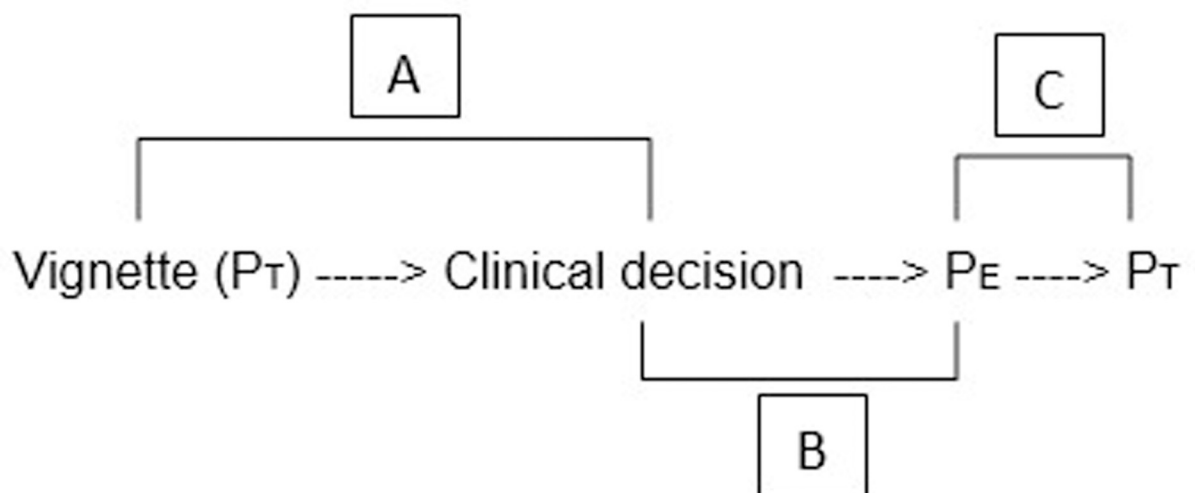 A
C
Vignette (PT) -----> Clinical decision ----> PE ----> PT
B